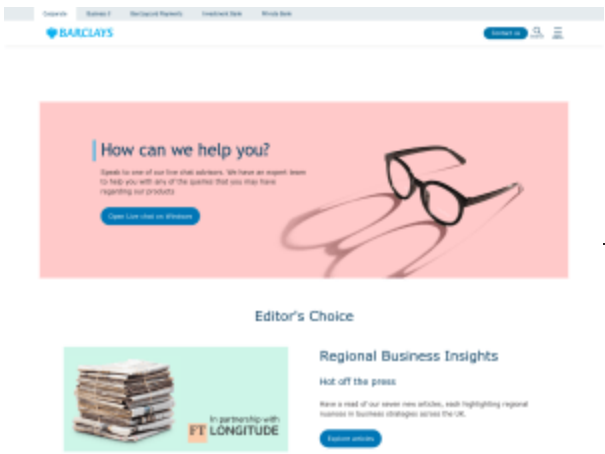 Corporate Business Barclaycard Payments Investment Bank Private Bank
BARCLAYS
Contact us
How can we help you?
Speak to one of our live chat advisors. We have an expert team
to help you with any of the queries that you may have
regarding our products
Open Live chat on Windows
Editor's Choice
In partnership with
FT LONGITUDE
Regional Business Insights
Hot off the press
Have a read of our seven new articles, each highlighting regional
nuances in business strategies across the UK.
Explore articles